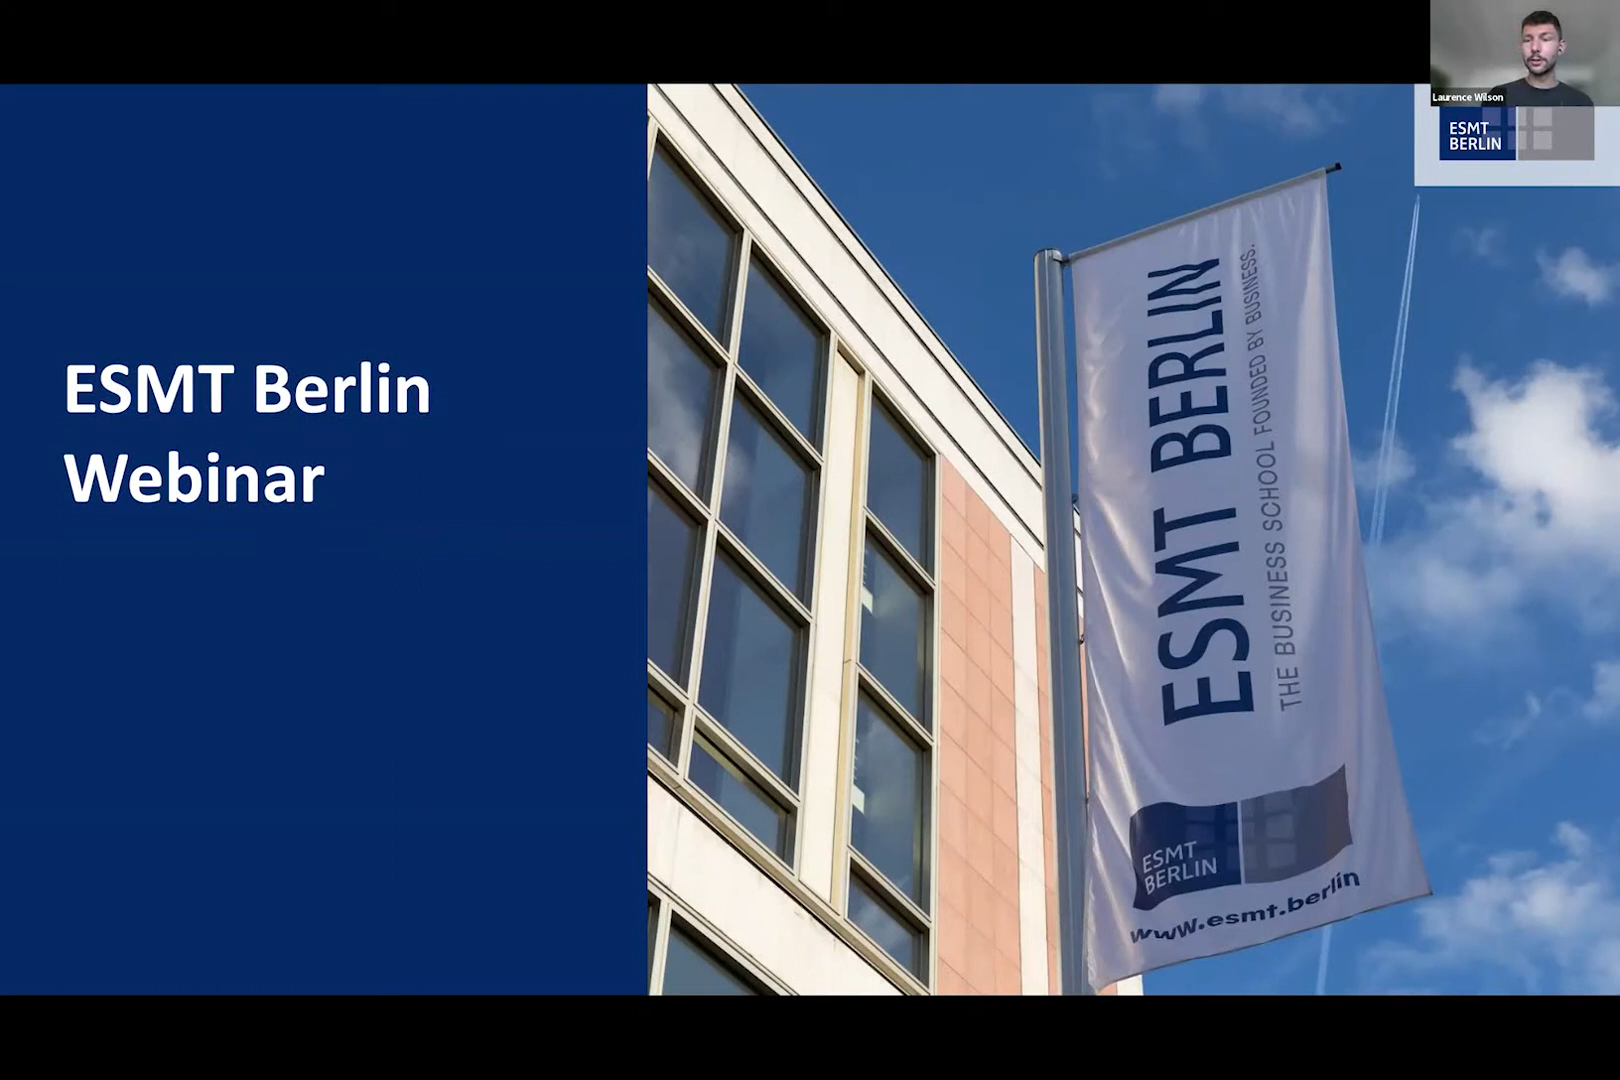 Laurence Wilson
ESMT
BERLIN
ESMT Berlin
Webinar
ESMT BERLIN
THE BUSINESS SCHOOL FOUNDED BY BUSINESS.
ESMT
BERLIN
www.esmt.berlin